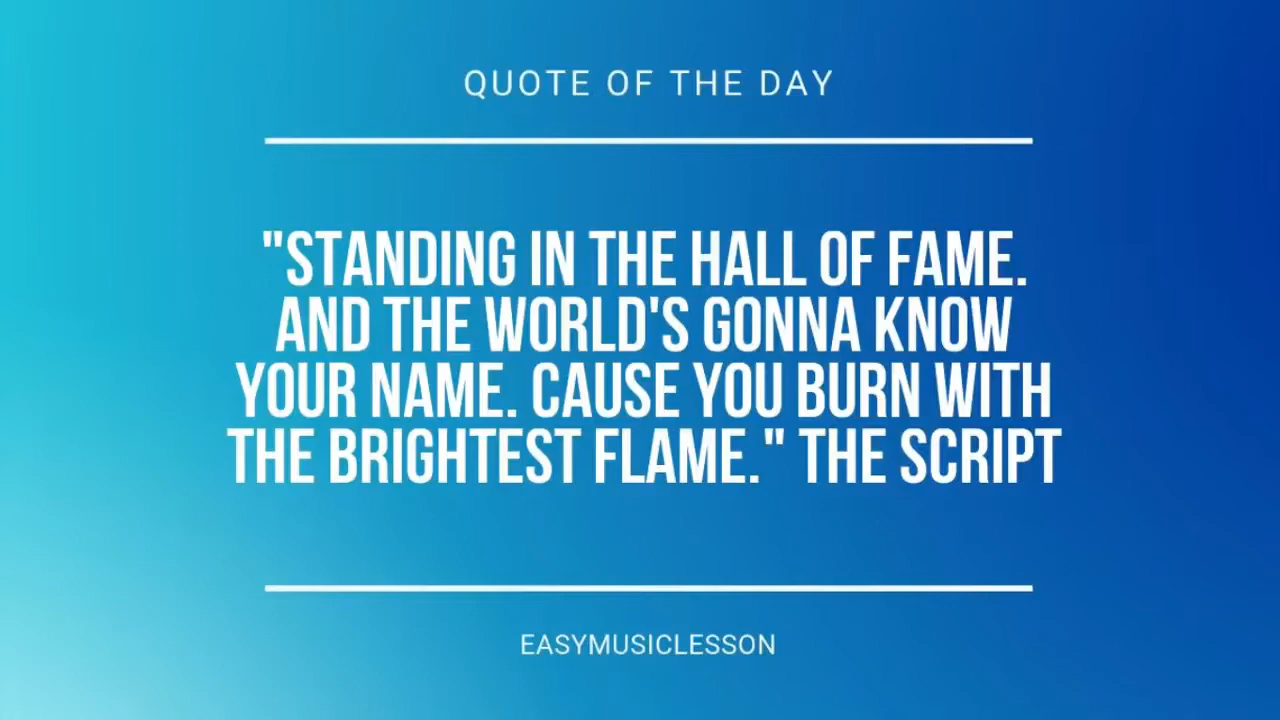 QUOTE OF THE DAY
"STANDING IN THE HALL OF FAME.
AND THE WORLD'S GONNA KNOW
YOUR NAME. CAUSE YOU BURN WITH
THE BRIGHTEST FLAME." THE SCRIPT
EASYMUSICLESSON